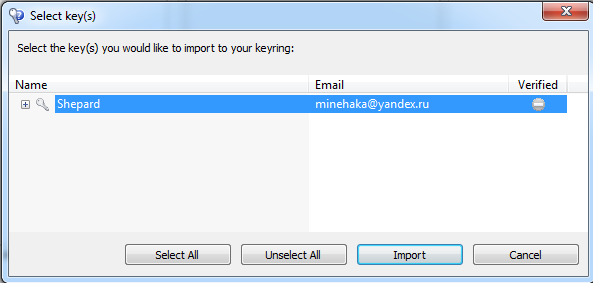 Select key(s)
Select the key(s) you would like to import to your keyring:
Name Email Verified
Shepard minehaka@yandex.ru
Select All Unselect All Import Cancel